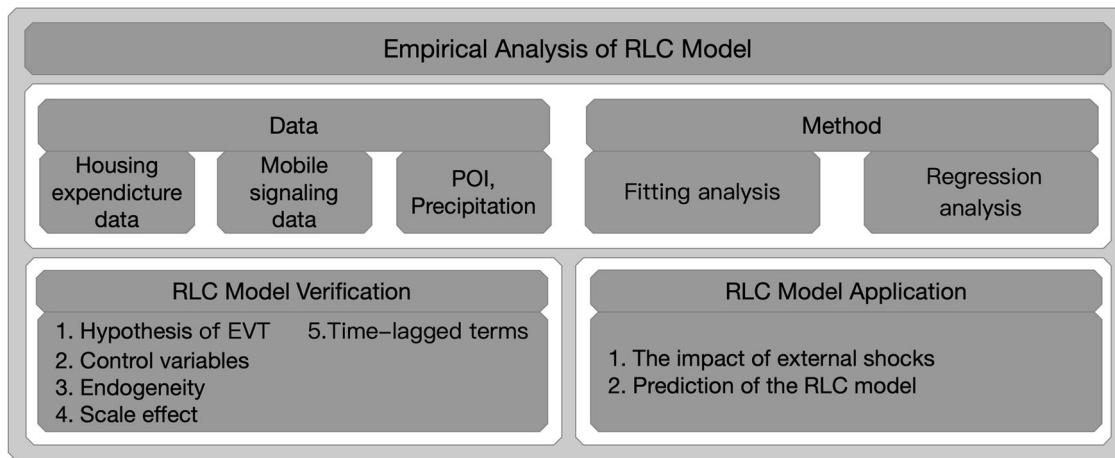 Empirical Analysis of RLC Model
Data
Housing
expendicture
data
Mobile
signaling
data
POI,
Precipitation
Method
Fitting analysis
Regression
analysis
RLC Model Verification
1. Hypothesis of EVT
5.Time-lagged terms
2. Control variables
3. Endogeneity
4. Scale effect
RLC Model Application
1. The impact of external shocks
2. Prediction of the RLC model